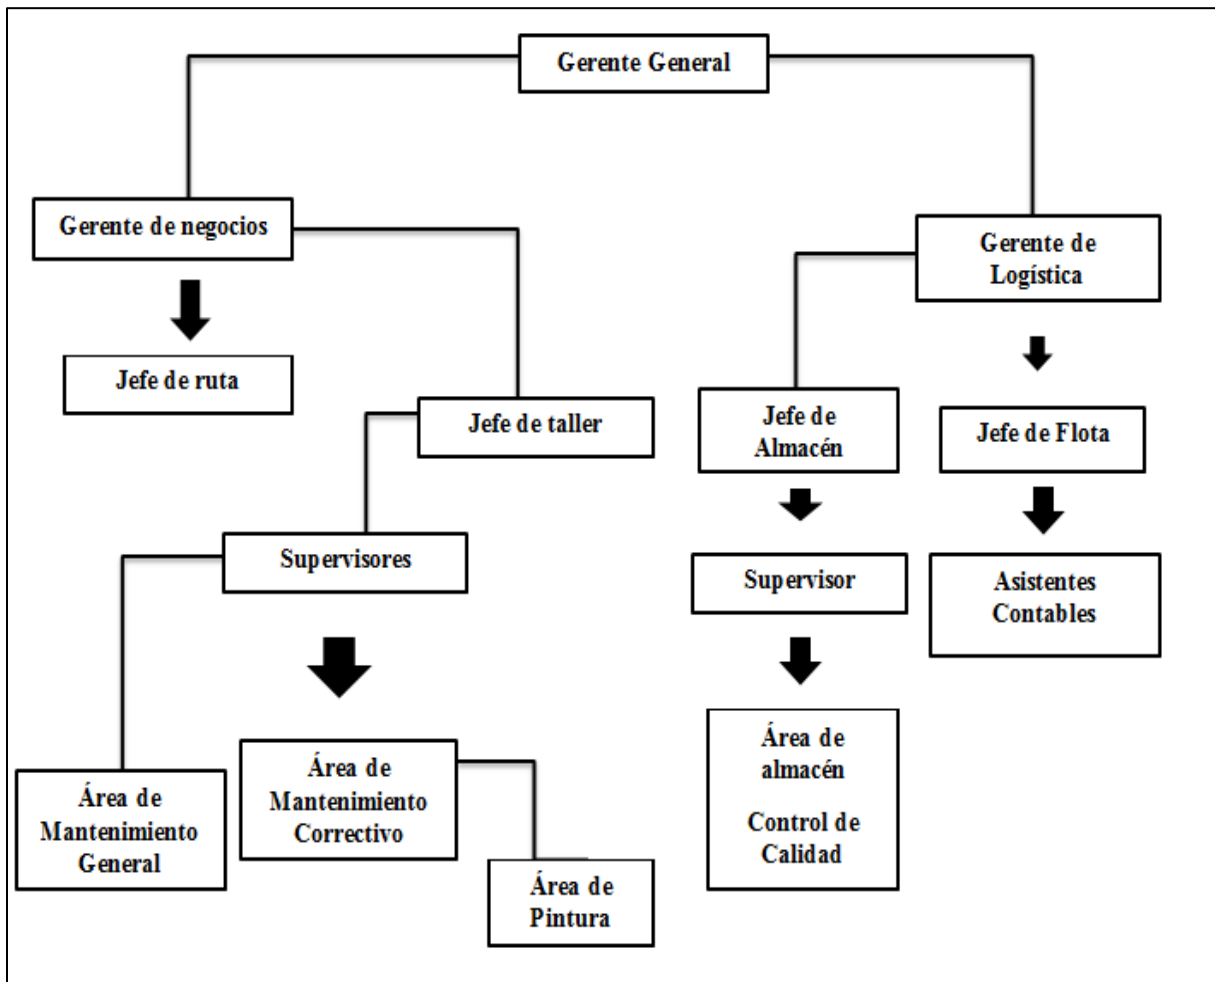 Gerente General
Gerente de negocios
Gerente de
Logística
Jefe de ruta
Jefe de taller
Jefe de
Almacén
Jefe de Flota
Supervisores
Supervisor
Asistentes
Contables
Área de
Mantenimiento
General
Área de
Mantenimiento
Correctivo
Área de
Pintura
Área de
almacén
Control de
Calidad